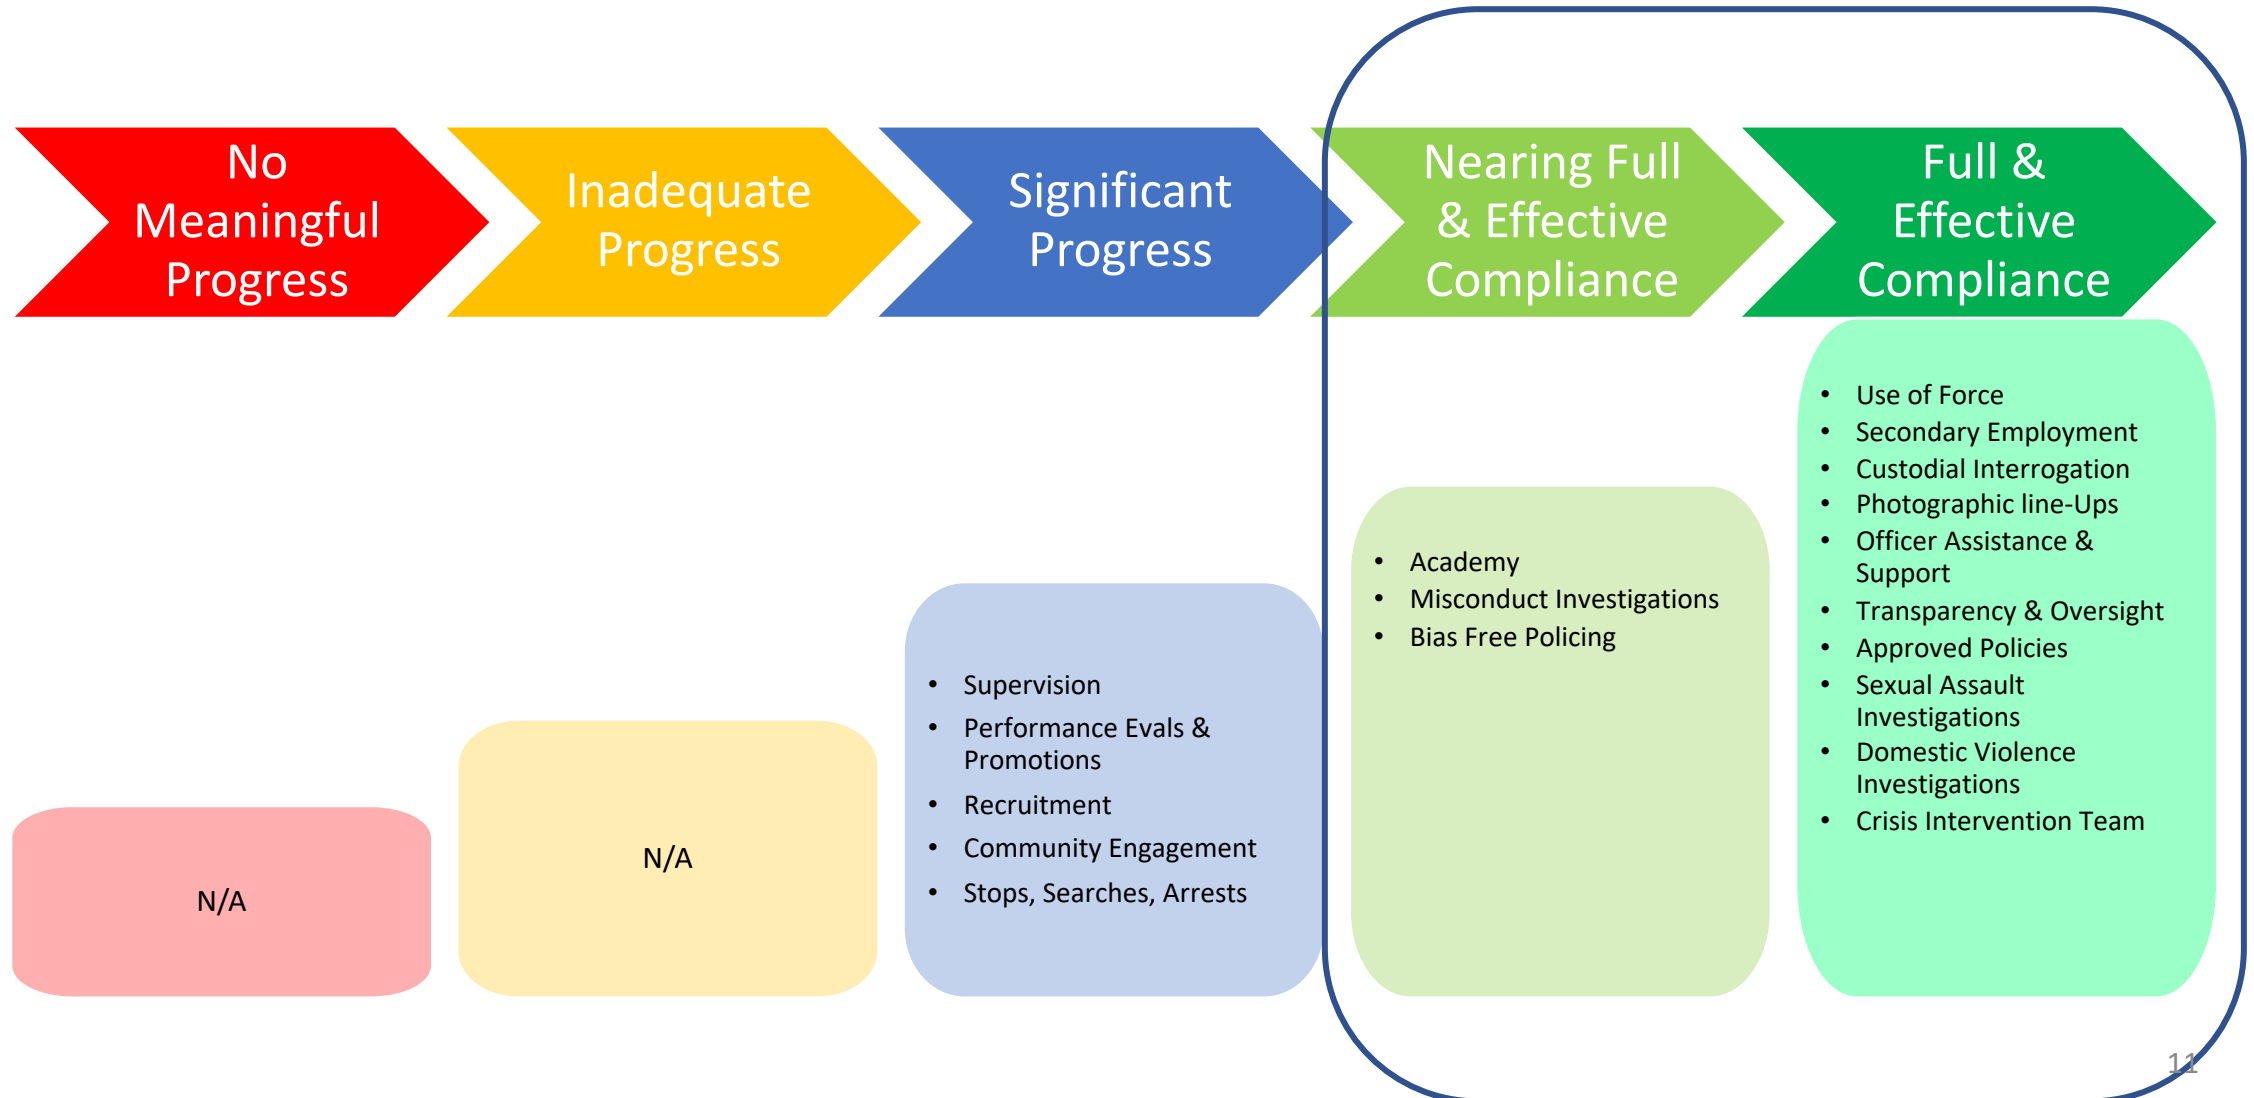 No
Meaningful
Progress
Inadequate
Progress
Significant
Progress
Nearing Full
& Effective
Compliance
Full &
Effective
Compliance
N/A
N/A
• Supervision
• Performance Evals &
Promotions
• Recruitment
• Community Engagement
• Stops, Searches, Arrests
• Academy
• Misconduct Investigations
• Bias Free Policing
• Use of Force
• Secondary Employment
• Custodial Interrogation
• Photographic line-Ups
• Officer Assistance &
Support
• Transparency & Oversight
• Approved Policies
• Sexual Assault
Investigations
• Domestic Violence
Investigations
• Crisis Intervention Team
11